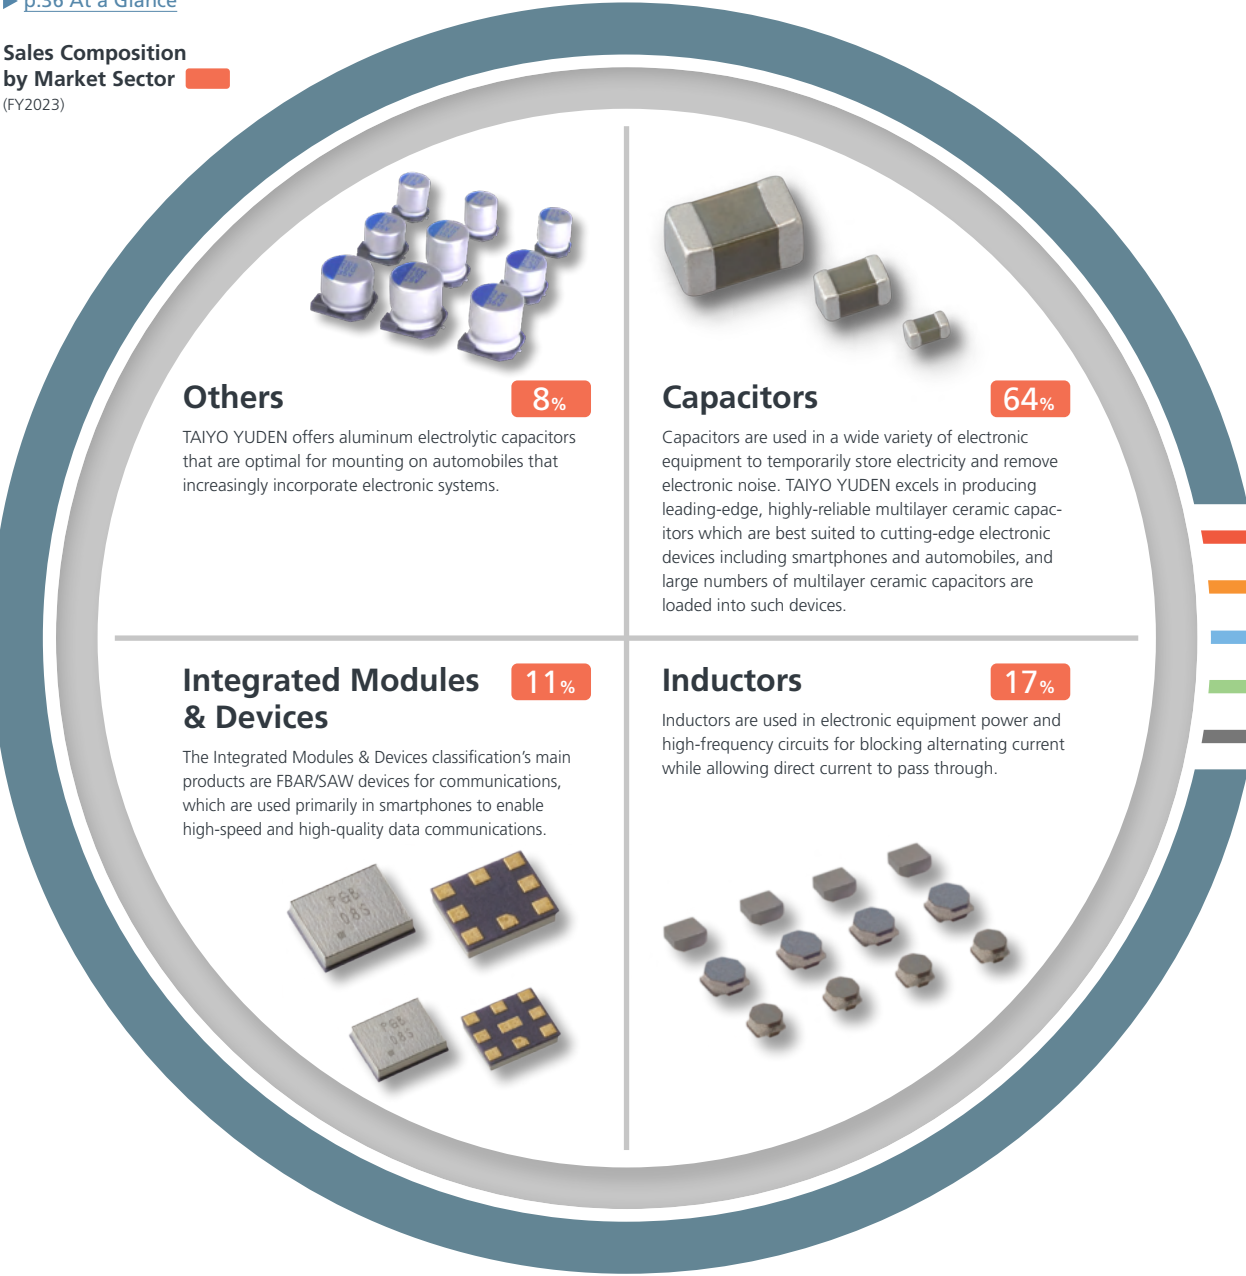 p.36 At a Glance
Sales Composition
by Market Sector
(FY2023)
Others
8%
TAIYO YUDEN offers aluminum electrolytic capacitors
that are optimal for mounting on automobiles that
increasingly incorporate electronic systems.
Capacitors
64%
Capacitors are used in a wide variety of electronic
equipment to temporarily store electricity and remove
electronic noise. TAIYO YUDEN excels in producing
leading-edge, highly-reliable multilayer ceramic capac-
itors which are best suited to cutting-edge electronic
devices including smartphones and automobiles, and
large numbers of multilayer ceramic capacitors are
loaded into such devices.
Integrated Modules
& Devices
11%
The Integrated Modules & Devices classification’s main
products are FBAR/SAW devices for communications,
which are used primarily in smartphones to enable
high-speed and high-quality data communications.
Inductors
17%
Inductors are used in electronic equipment power and
high-frequency circuits for blocking alternating current
while allowing direct current to pass through.